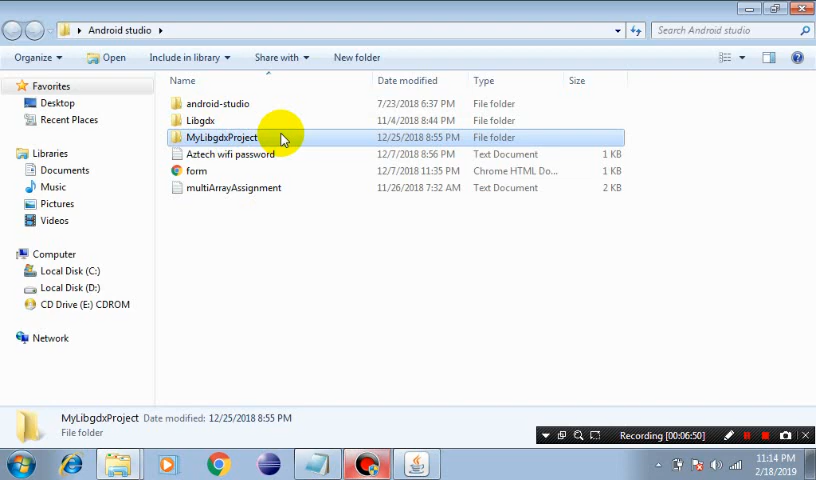 Android studio
Search Android studio
Organize
Open
Include in library
Share with
New folder
Name
Date modified
Type
Size
Favorites
Desktop
Recent Places
Libraries
Documents
Music
Pictures
Videos
Computer
Local Disk (C:)
Local Disk (D:)
CD Drive (E:) CDROM
Network
android-studio 7/23/2018 6:37 PM File folder
Libgdx 11/4/2018 8:44 PM File folder
MyLibgdxProject 12/25/2018 8:55 PM File folder
Aztech wifi password 12/7/2018 8:56 PM Text Document 1 KB
form 12/7/2018 11:35 PM Chrome HTML Do... 1 KB
multiArrayAssignment 11/26/2018 7:32 AM Text Document 2 KB
MyLibgdxProject Date modified: 12/25/2018 8:55 PM
File folder
Recording [00:06:50]
11:14 PM
2/18/2019